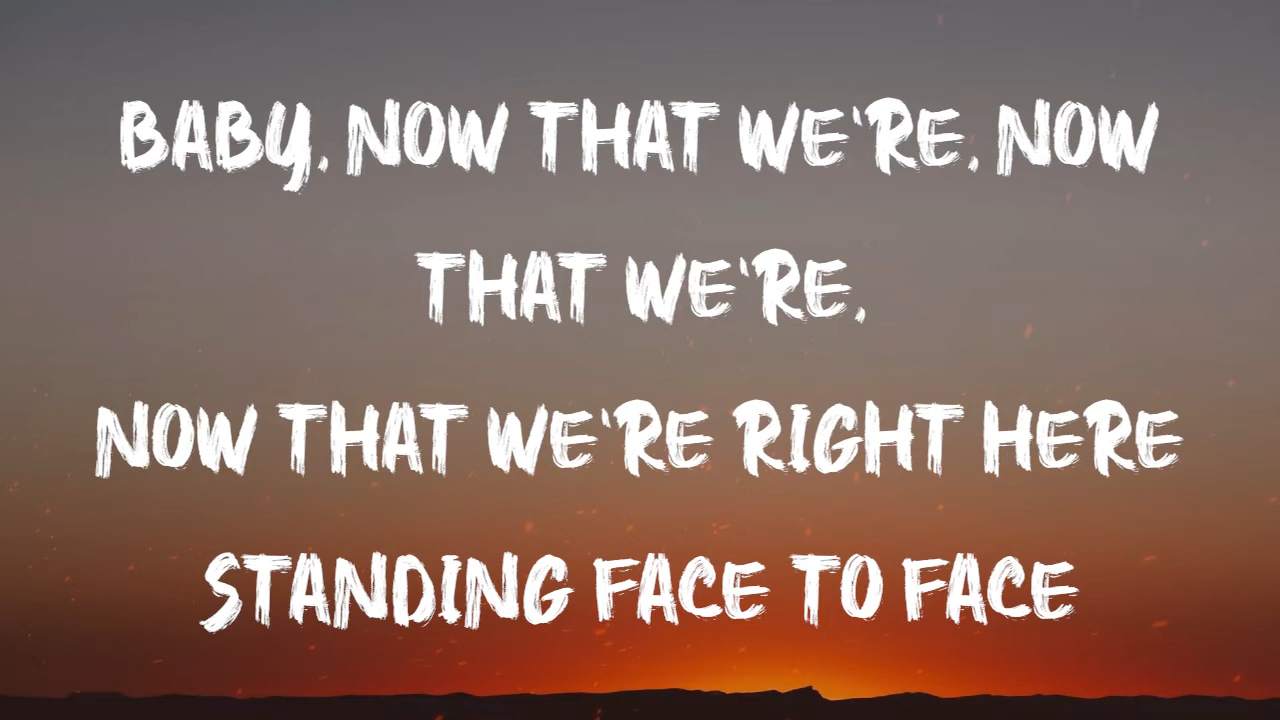 BABY, NOW THAT WE'RE, NOW
THAT WE'RE,
NOW THAT WE'RE RIGHT HERE
STANDING FACE TO FACE